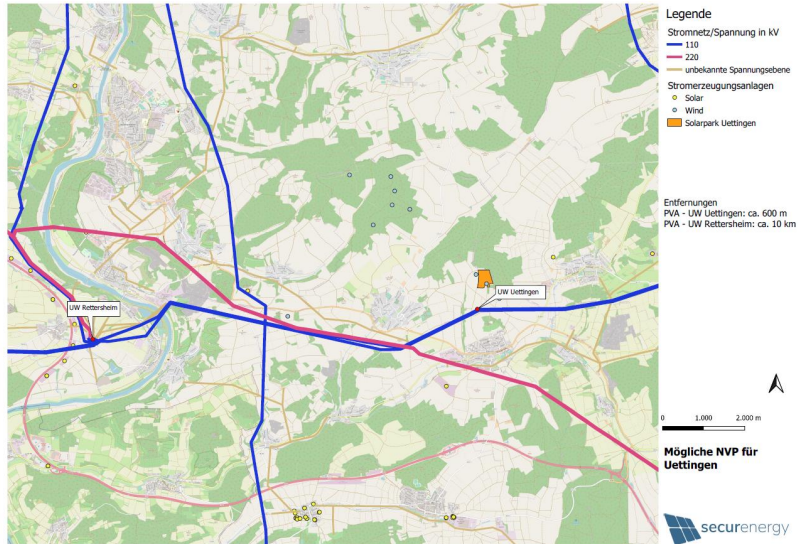 Legende
Stromnetz/Spannung in kV
110
220
unbekannte Spannungsebene
Stromerzeugungsanlagen
Solar
Wind
Solarpark Uettingen
Entfernungen
PVA - UW Uettingen: ca. 600 m
PVA - UW Rettersheim: ca. 10 km
UW Uettingen
UW Rettersheim
0 1.000 2.000 m
Mögliche NVP für
Uettingen
securenergy